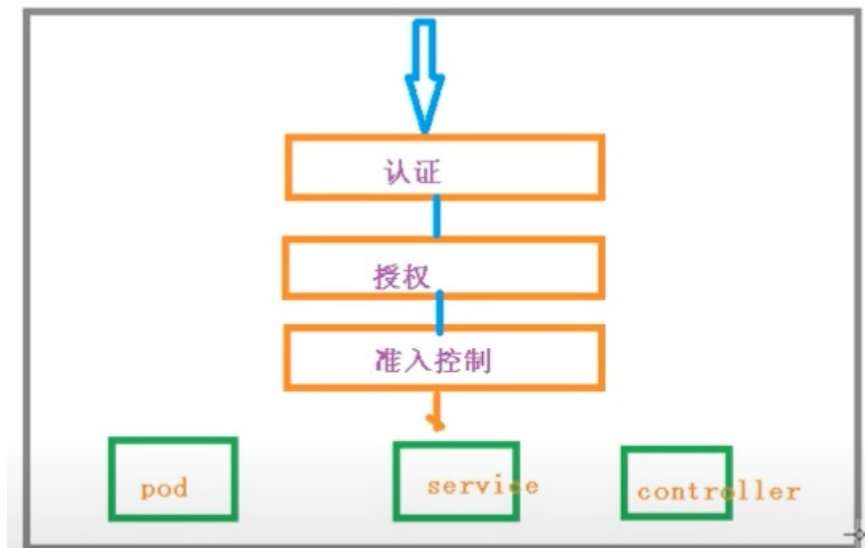 认证
授权
准入控制
pod
service
controller